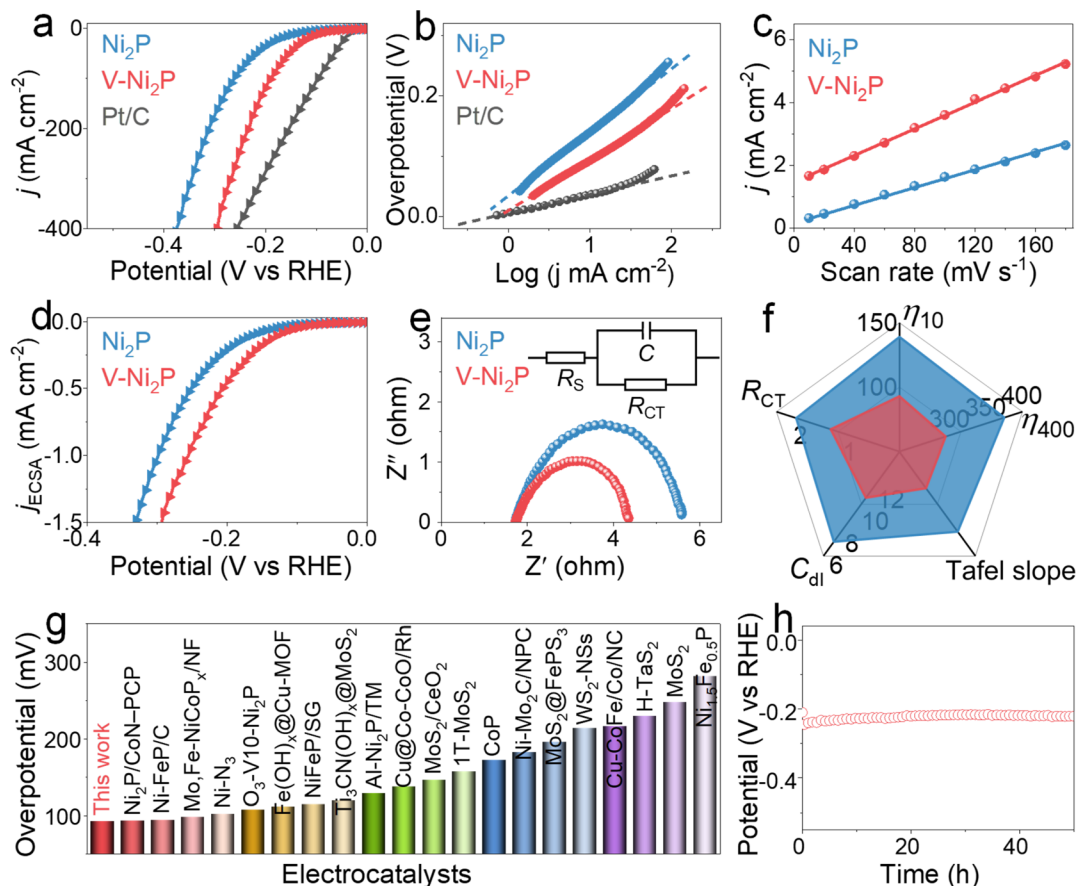 a
Ni₂P
V-Ni₂P
Pt/C
0
-200
-400
j (mA cm⁻²)
-0.4
-0.2
0.0
Potential (V vs RHE)
b
Ni₂P
V-Ni₂P
Pt/C
0.2
0.0
Overpotential (V)
0
1
2
Log (j mA cm⁻²)
c
Ni₂P
V-Ni₂P
6
4
2
0
j (mA cm⁻²)
0
40
80
120
160
Scan rate (mV s⁻¹)
d
Ni₂P
V-Ni₂P
0.0
-0.5
-1.0
-1.5
j_ECSA (mA cm⁻²)
-0.4
-0.2
0.0
Potential (V vs RHE)
e
Ni₂P
V-Ni₂P
R_S
C
R_CT
3
2
1
0
Z″ (ohm)
0
2
4
6
Z′ (ohm)
f
150
η₁₀
100
R_CT
2
1
300
350
400
η₄₀₀
12
10
8
6
C_dl
Tafel slope
g
300
200
100
Overpotential (mV)
This work
Ni₂P/CoN–PCP
Ni-FeP/C
Mo,Fe-NiCoPₓ/NF
Ni-N₃
O₃-V10-Ni₂P
Fe(OH)ₓ@Cu-MOF
NiFeP/SG
Ti₃CN(OH)ₓ@MoS₂
Al-Ni₂P/TM
Cu@Co-CoO/Rh
MoS₂/CeO₂
1T-MoS₂
CoP
Ni-Mo₂C/NPC
MoS₂@FePS₃
WS₂-NSs
Cu-CoFe/Co/NC
H-TaS₂
MoS₂
Ni₁.₅Fe₀.₅P
Electrocatalysts
h
0.0
-0.2
-0.4
Potential (V vs RHE)
0
20
40
Time (h)